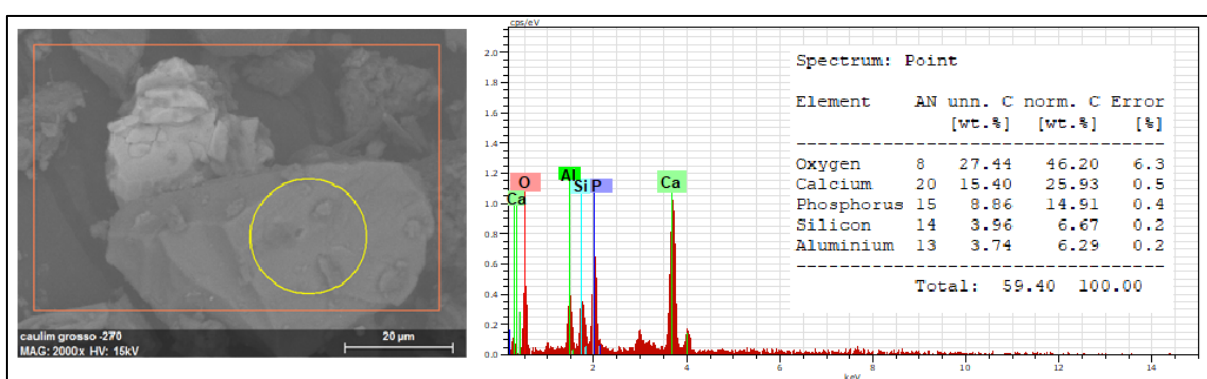 caulim grosso -270
MAG: 2000x HV: 15kV
20 µm
cps/eV
2.0
1.8
1.6
1.4
1.2
1.0
0.8
0.6
0.4
0.2
0.0
Ca
O
Al
Si
P
Ca
2
4
6
8
10
12
14
keV
Spectrum: Point
Element AN unn. C norm. C Error
[wt.%] [wt.%] [%]
Oxygen 8 27.44 46.20 6.3
Calcium 20 15.40 25.93 0.5
Phosphorus 15 8.86 14.91 0.4
Silicon 14 3.96 6.67 0.2
Aluminium 13 3.74 6.29 0.2
Total: 59.40 100.00